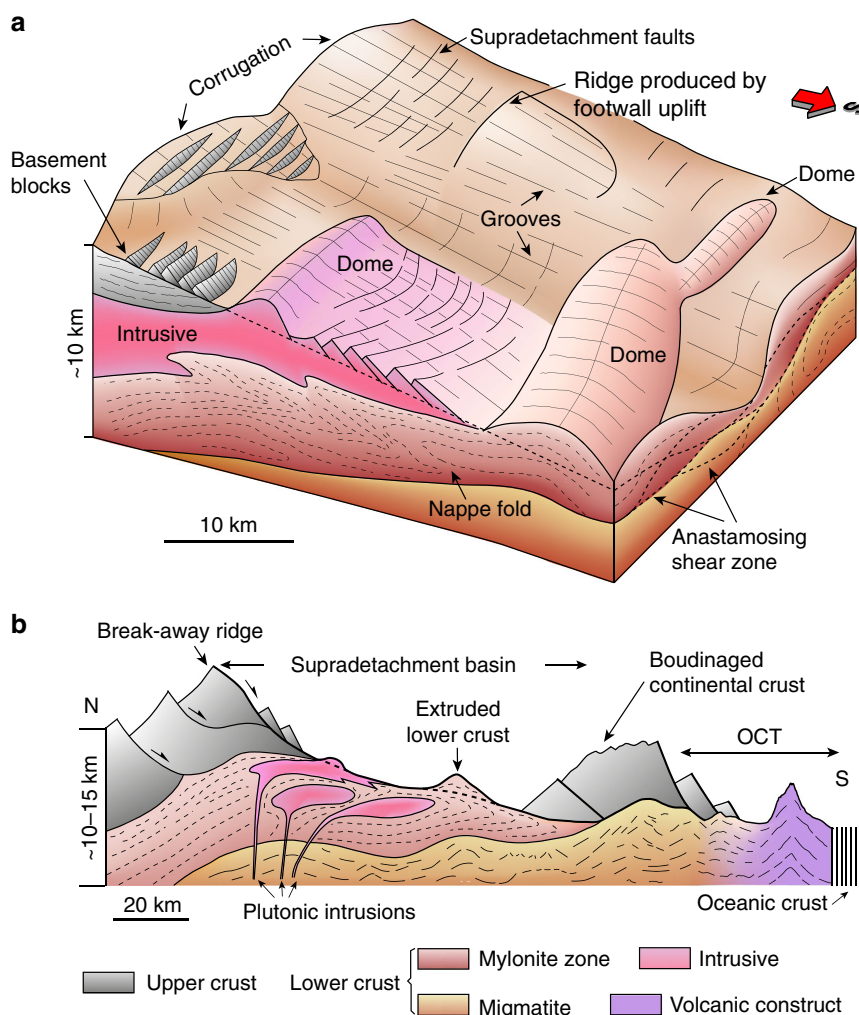 a
Corrugation
Supradetachment faults
Ridge produced by
footwall uplift
Basement
blocks
Dome
Grooves
Dome
Intrusive
Dome
~10 km
Nappe fold
10 km
Anastamosing
shear zone
b
Break-away ridge
Supradetachment basin
Boudinaged
continental crust
N
Extruded
lower crust
OCT
S
~10–15 km
20 km
Plutonic intrusions
Oceanic crust
Upper crust
Lower crust
Mylonite zone
Intrusive
Migmatite
Volcanic construct